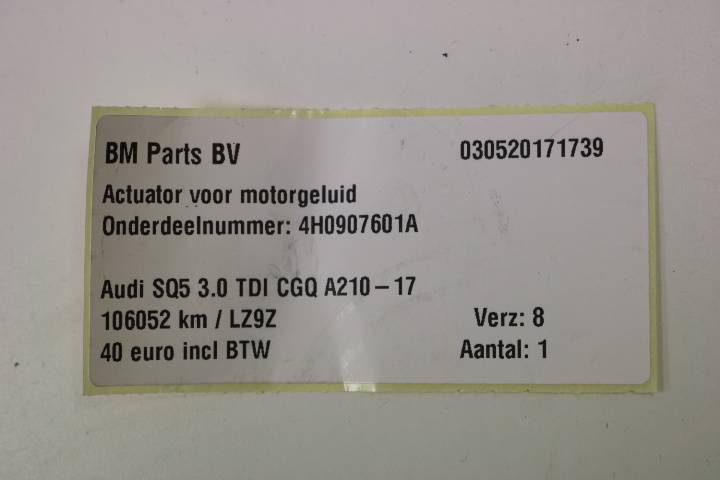 BM Parts BV 030520171739
Actuator voor motorgeluid
Onderdeelnummer: 4H0907601A
Audi SQ5 3.0 TDI CGQ A210-17
106052 km / LZ9Z Verz: 8
40 euro incl BTW Aantal: 1